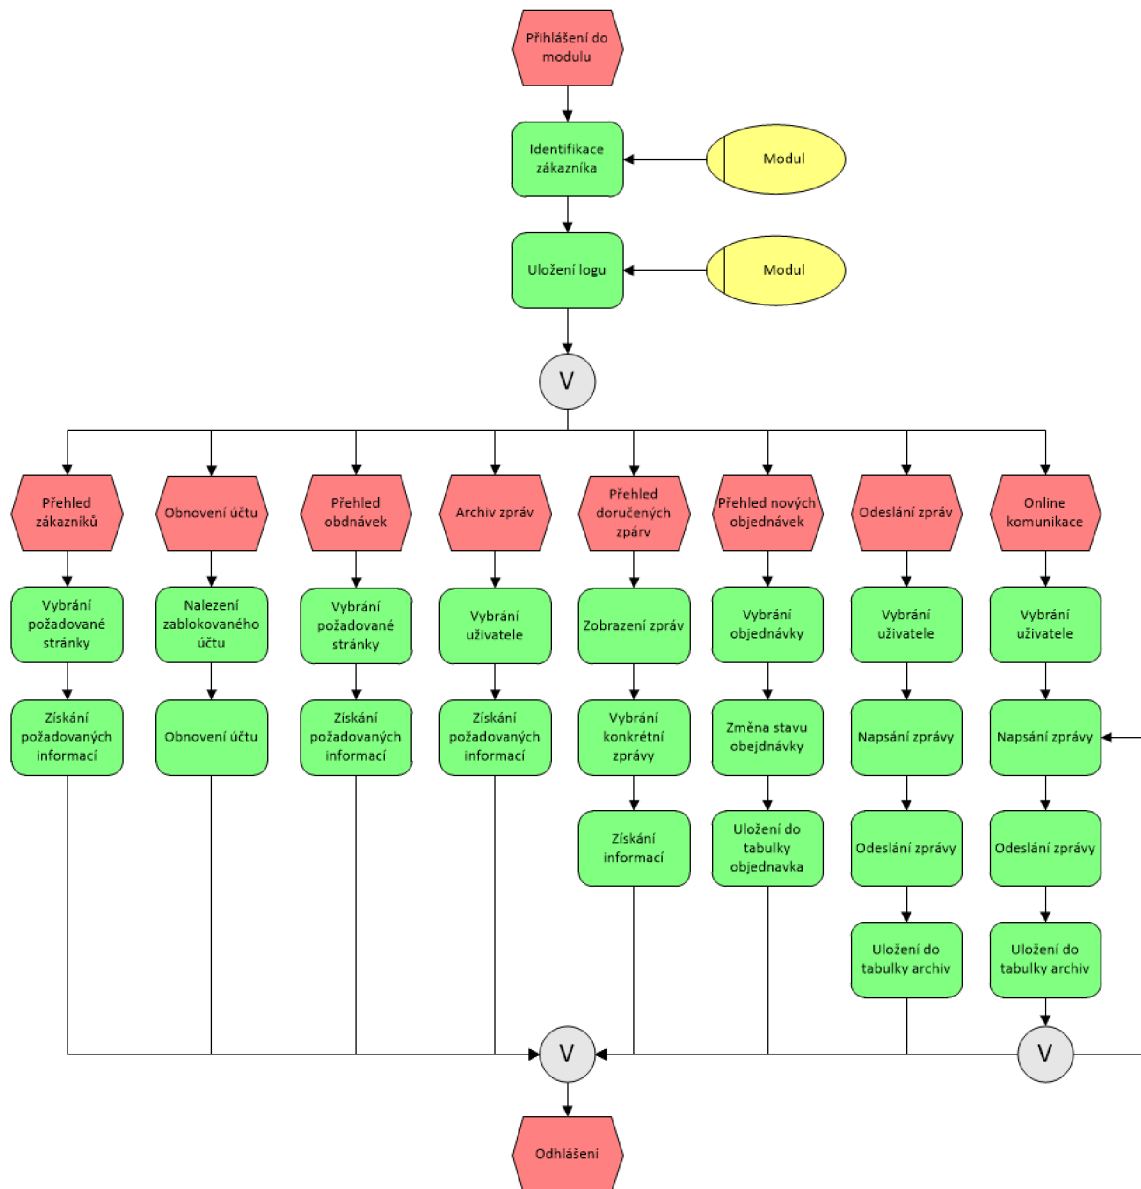 Přihlášení do
modulu
Identifikace
zákazníka
Modul
Uložení logu
Modul
V
Přehled
zákazníků
Obnovení účtu
Přehled
obdnávek
Archiv zpráv
Přehled
doručených
zpárv
Přehled nových
objednávek
Odeslání zpráv
Online
komunikace
Vybrání
požadované
stránky
Nalezení
zablokovaného
účtu
Vybrání
požadované
stránky
Vybrání
uživatele
Zobrazení zpráv
Vybrání
objednávky
Vybrání
uživatele
Vybrání
uživatele
Získání
požadovaných
informací
Obnovení účtu
Získání
požadovaných
informací
Získání
požadovaných
informací
Vybrání
konkrétní
zprávy
Změna stavu
obejdnávky
Napsání zprávy
Napsání zprávy
Získání
informací
Uložení do
tabulky
objednavka
Odeslání zprávy
Odeslání zprávy
Uložení do
tabulky archiv
Uložení do
tabulky archiv
V
V
Odhlášení